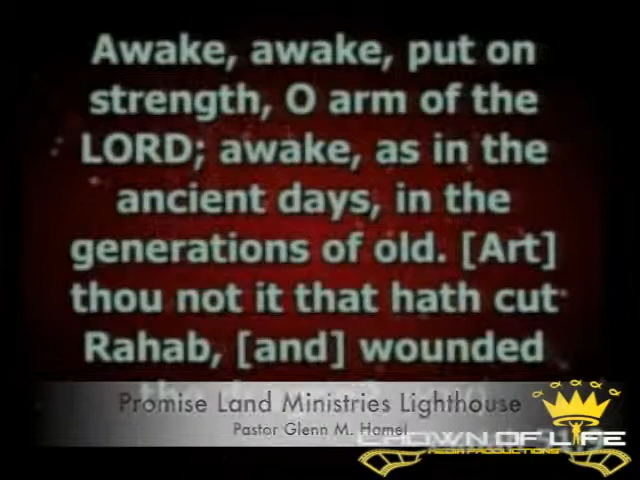 Awake, awake, put on
strength, O arm of the
LORD; awake, as in the
ancient days, in the
generations of old. [Art]
thou not it that hath cut
Rahab, [and] wounded
Promise Land Ministries Lighthouse
Pastor Glenn M. Hamel
CROWN OF LIFE
MEDIA PRODUCTIONS